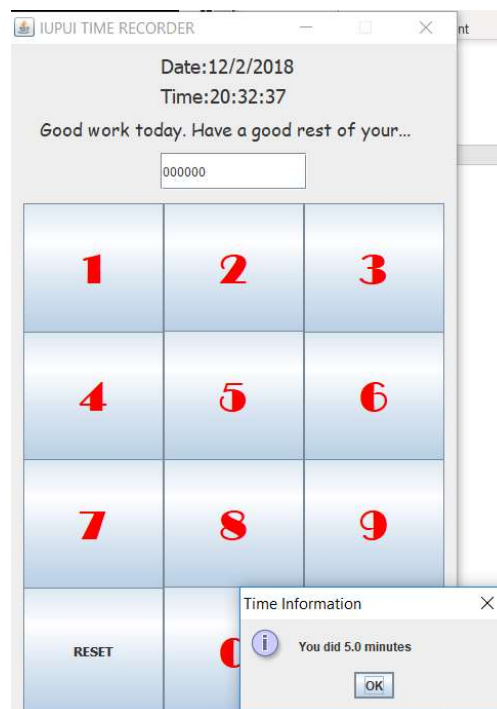 IUPUI TIME RECORDER
nt
Date:12/2/2018
Time:20:32:37
Good work today. Have a good rest of your...
000000
1 2 3
4 5 6
7 8 9
RESET
Time Information
You did 5.0 minutes
OK